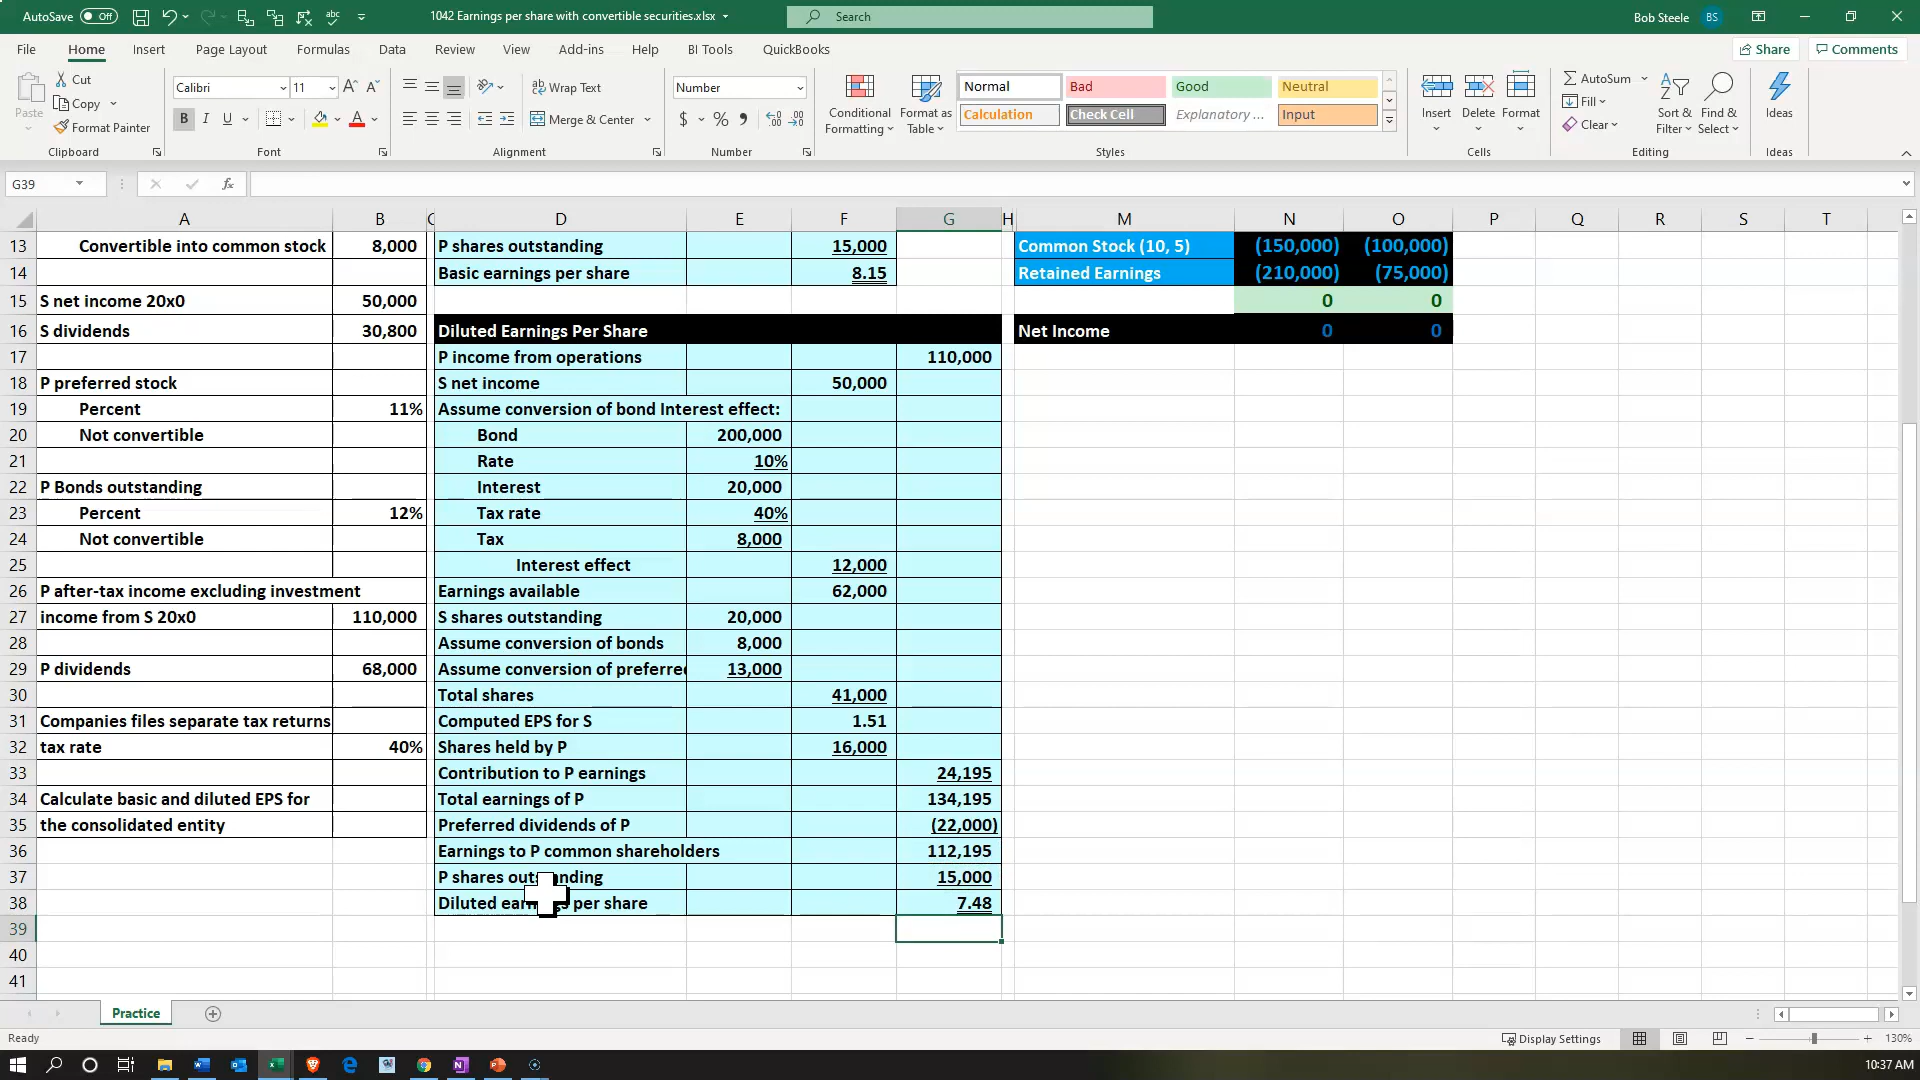 AutoSave Off abc 1042 Earnings per share with convertible securities.xlsx Search Bob Steele BS
File Home Insert Page Layout Formulas Data Review View Add-ins Help BI Tools QuickBooks Share Comments
Paste Cut Copy Format Painter
Calibri 11 A A B I U A
ab Wrap Text Merge & Center
Number $ % 9
Conditional Formatting Format as Table
Normal Bad Good Neutral
Calculation Check Cell Explanatory ... Input
Insert Delete Format
AutoSum Fill Clear Sort & Filter Find & Select Ideas
Clipboard Font Alignment Number Styles Cells Editing Ideas
G39 fx
A B C D E F G H M N O P Q R S T
13 Convertible into common stock 8,000 P shares outstanding 15,000 Common Stock (10, 5) (150,000) (100,000)
14 Basic earnings per share 8.15 Retained Earnings (210,000) (75,000)
15 S net income 20x0 50,000 0 0
16 S dividends 30,800 Diluted Earnings Per Share Net Income 0 0
17 P income from operations 110,000
18 P preferred stock S net income 50,000
19 Percent 11% Assume conversion of bond Interest effect:
20 Not convertible Bond 200,000
21 Rate 10%
22 P Bonds outstanding Interest 20,000
23 Percent 12% Tax rate 40%
24 Not convertible Tax 8,000
25 Interest effect 12,000
26 P after-tax income excluding investment Earnings available 62,000
27 income from S 20x0 110,000 S shares outstanding 20,000
28 Assume conversion of bonds 8,000
29 P dividends 68,000 Assume conversion of preferre 13,000
30 Total shares 41,000
31 Companies files separate tax returns Computed EPS for S 1.51
32 tax rate 40% Shares held by P 16,000
33 Contribution to P earnings 24,195
34 Calculate basic and diluted EPS for Total earnings of P 134,195
35 the consolidated entity Preferred dividends of P (22,000)
36 Earnings to P common shareholders 112,195
37 P shares outstanding 15,000
38 Diluted earnings per share 7.48
39
40
41
Practice
Ready Display Settings 130%
10:37 AM